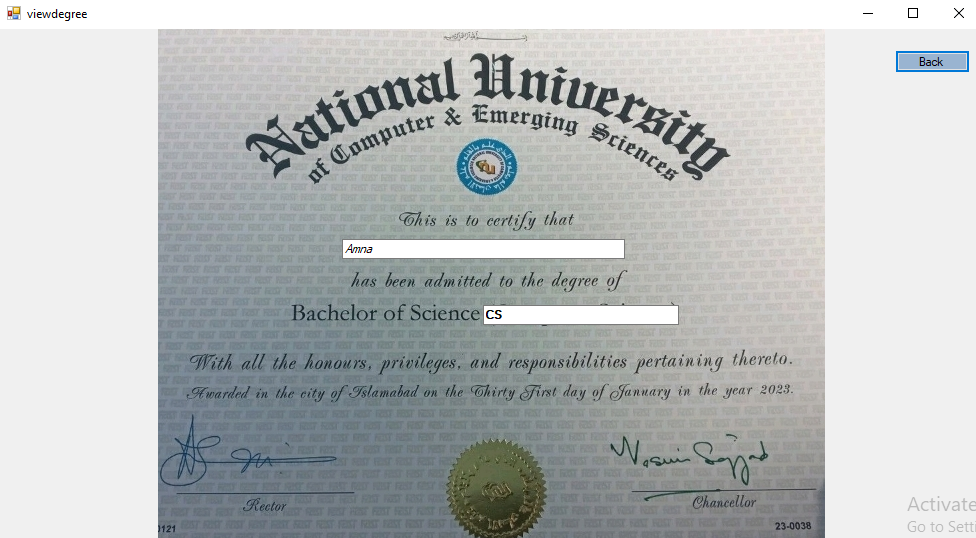 viewdegree
Back
National University
of Computer & Emerging Sciences
This is to certify that
Amna
has been admitted to the degree of
Bachelor of Science CS
With all the honours, privileges, and responsibilities pertaining thereto.
Awarded in the city of Islamabad on the Thirty First day of January in the year 2023.
Rector
Chancellor
0121
23-0038
Activate
Go to Setti